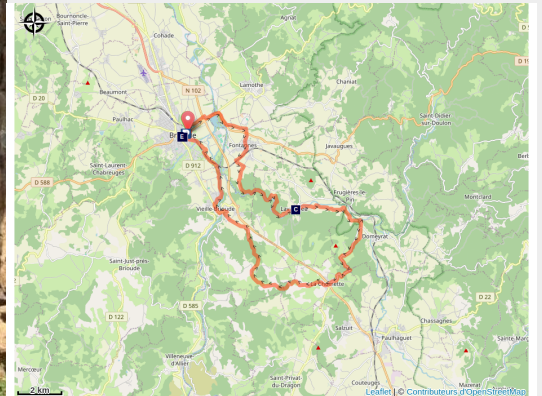 Bournoncle-
Saint-Pierre
Agnat
Cohade
N 102
Beaumont
Lamothe
Chaniat
D 20
Paulhac
Saint Didier
-sur-Doulon
Fontannes
Javaugues
Saint-Laurent-
Chabreuges
D 912
D 588
Frugières-le-
Pin
Montclard
Vieille-Brioude
C
Domeyrat
Saint-Just-près-
Brioude
La Chomette
D 585
D 22
D 122
Chassagnes
Salzuit
Paulhaguet
Villeneuve
d'Allier
Mercœur
Saint-Privat-
du-Dragon
Couteuges
Mazerat
2 km
Leaflet | © Contributeurs d'OpenStreetMap